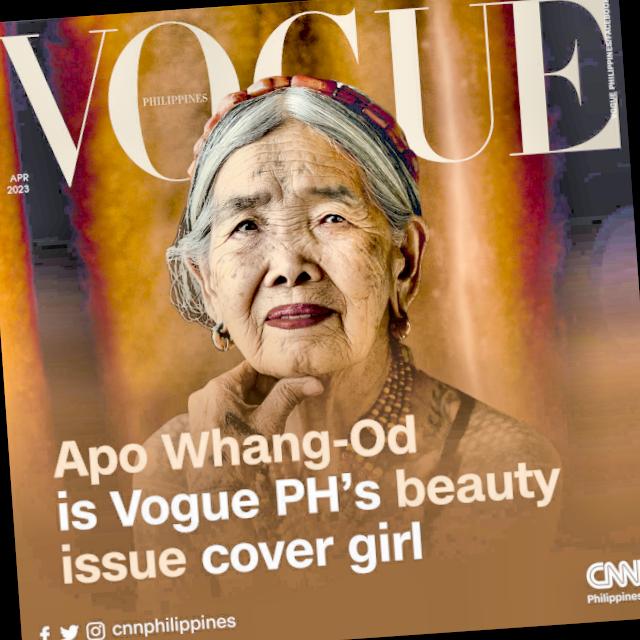 VOGUE
PHILIPPINES
VOGUE PHILIPPINES/FACEBOOK
APR
2023
Apo Whang-Od
is Vogue PH's beauty
issue cover girl
CNN
Philippines
cnnphilippines